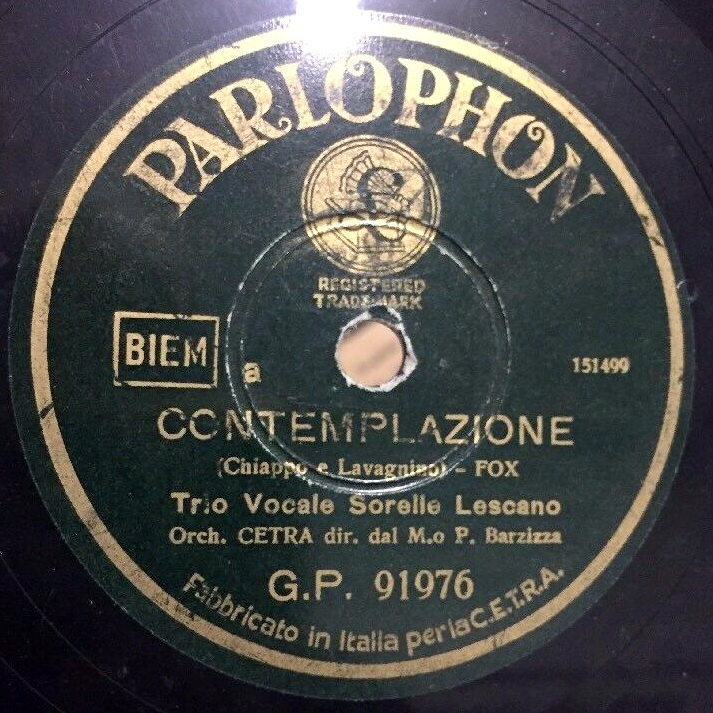 PARLOPHON
REGISTERED
TRADE MARK
BIEM
a
151499
CONTEMPLAZIONE
(Chiappo e Lavagnino) - FOX
Trio Vocale Sorelle Lescano
Orch. CETRA dir. dal M.o P. Barzizza
G.P. 91976
Fabbricato in Italia per la C.E.T.R.A.